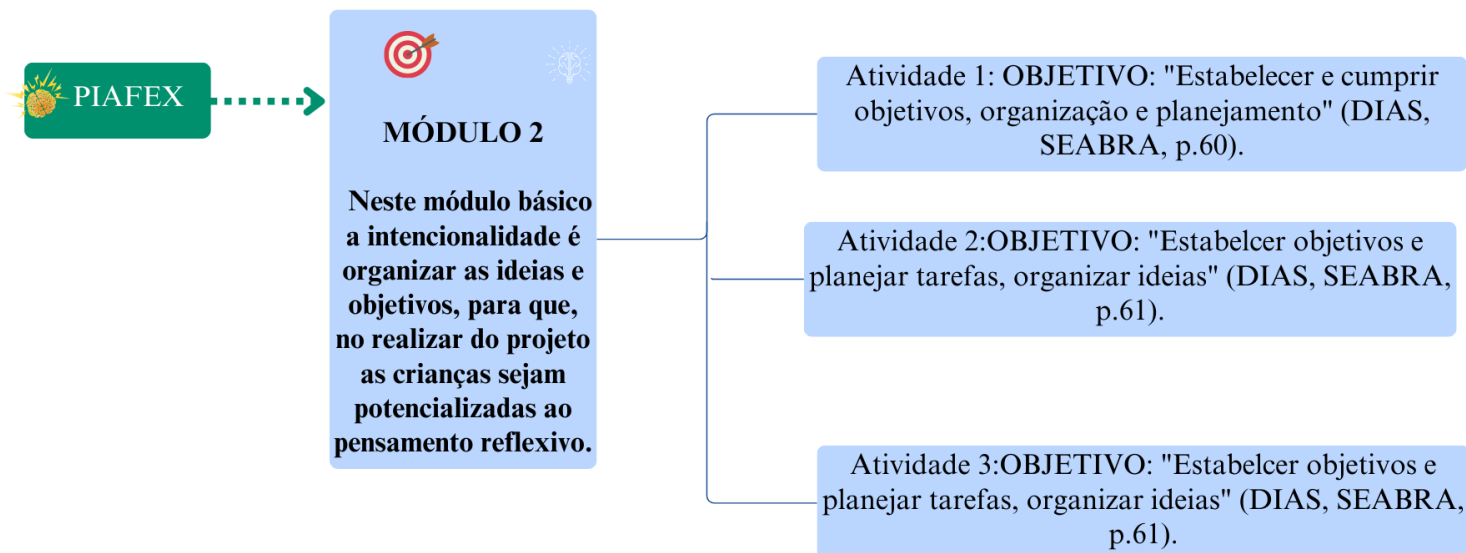 PIAFEX
MÓDULO 2
Neste módulo básico
a intencionalidade é
organizar as ideias e
objetivos, para que,
no realizar do projeto
as crianças sejam
potencializadas ao
pensamento reflexivo.
Atividade 1: OBJETIVO: "Estabelecer e cumprir
objetivos, organização e planejamento" (DIAS,
SEABRA, p.60).
Atividade 2:OBJETIVO: "Estabelcer objetivos e
planejar tarefas, organizar ideias" (DIAS, SEABRA,
p.61).
Atividade 3:OBJETIVO: "Estabelcer objetivos e
planejar tarefas, organizar ideias" (DIAS, SEABRA,
p.61).